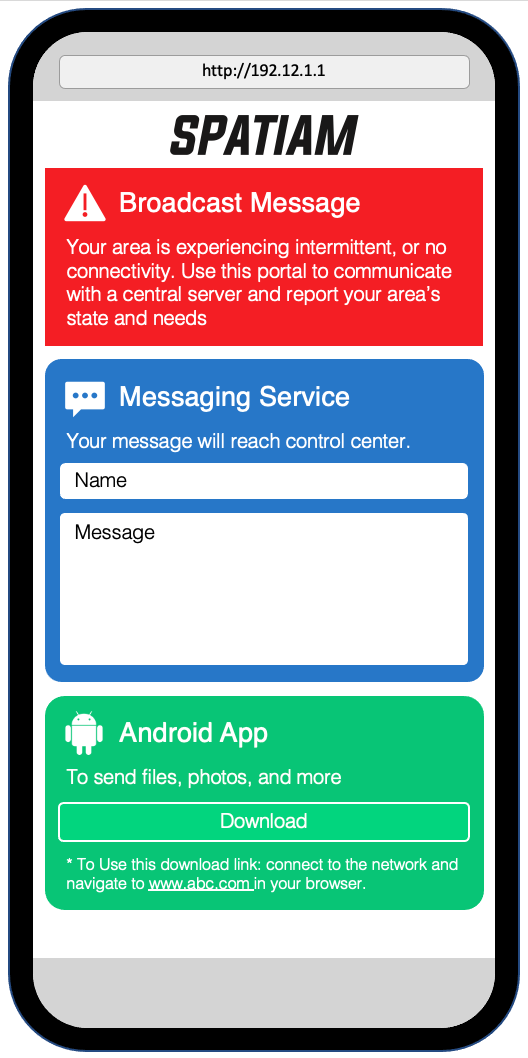 http://192.12.1.1
SPATIAM
Broadcast Message
Your area is experiencing intermittent, or no
connectivity. Use this portal to communicate
with a central server and report your area's
state and needs
Messaging Service
Your message will reach control center.
Name
Message
Android App
To send files, photos, and more
Download
* To Use this download link: connect to the network and
navigate to www.abc.com in your browser.